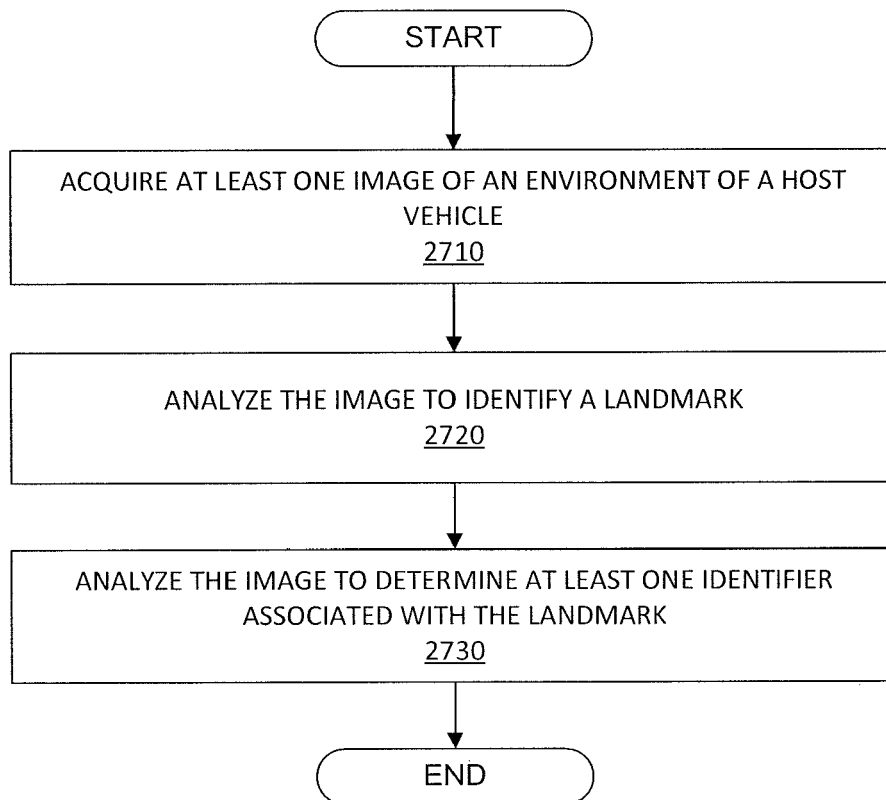 START
ACQUIRE AT LEAST ONE IMAGE OF AN ENVIRONMENT OF A HOST
VEHICLE
2710
ANALYZE THE IMAGE TO IDENTIFY A LANDMARK
2720
ANALYZE THE IMAGE TO DETERMINE AT LEAST ONE IDENTIFIER
ASSOCIATED WITH THE LANDMARK
2730
END